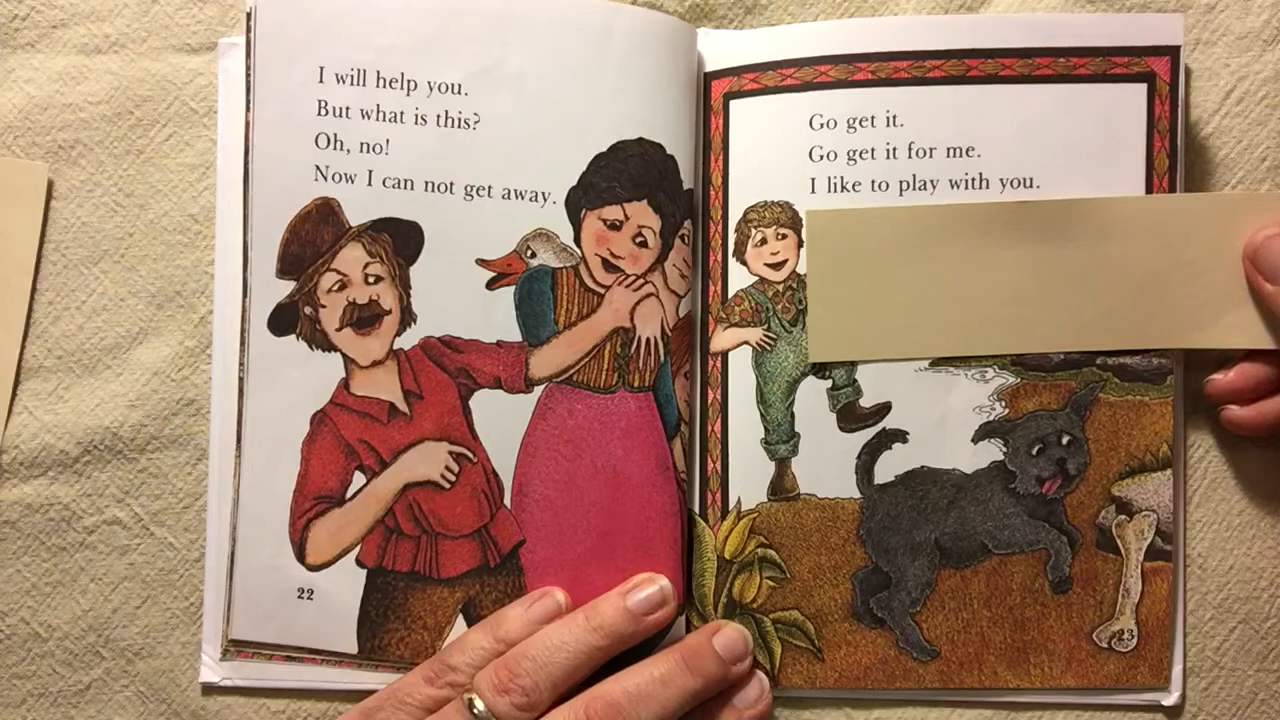 I will help you.
But what is this?
Oh, no!
Now I can not get away.
22
Go get it.
Go get it for me.
I like to play with you.
23